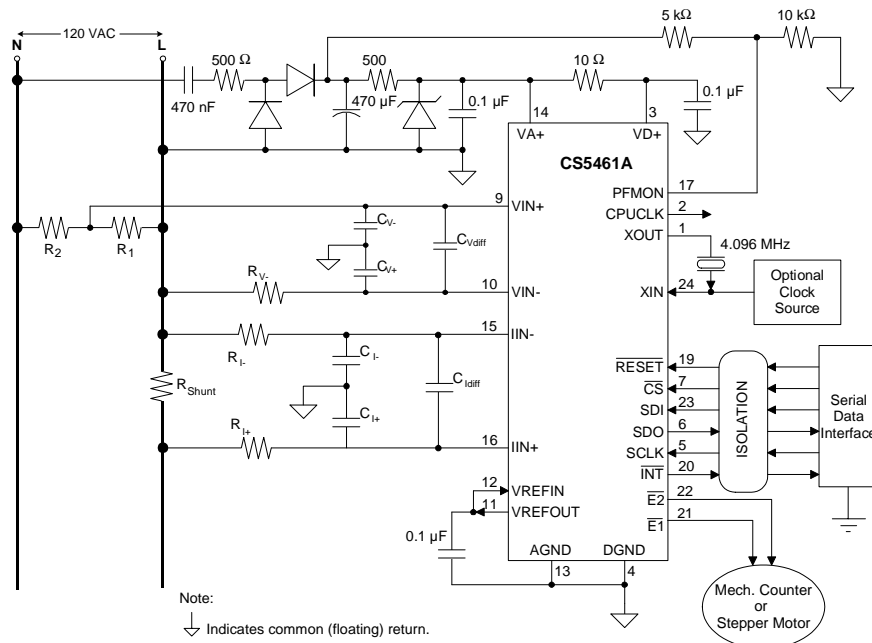 5 kΩ
10 kΩ
N
120 VAC
L
500 Ω
500
10 Ω
470 nF
470 µF
0.1 µF
0.1 µF
14
3
VA+
VD+
CS5461A
PFMON
17
CPUCLK
2
XOUT
1
4.096 MHz
XIN
24
Optional
Clock
Source
9
VIN+
CV-
CVdiff
CV+
R2
R1
RV-
10
VIN-
15
IIN-
RI-
CI-
CIdiff
CI+
RShunt
RI+
16
IIN+
RESET
19
CS
7
SDI
23
SDO
6
SCLK
5
INT
20
ISOLATION
Serial
Data
Interface
12
VREFIN
11
VREFOUT
E2
22
E1
21
0.1 µF
AGND
DGND
13
4
Mech. Counter
or
Stepper Motor
Note:
Indicates common (floating) return.